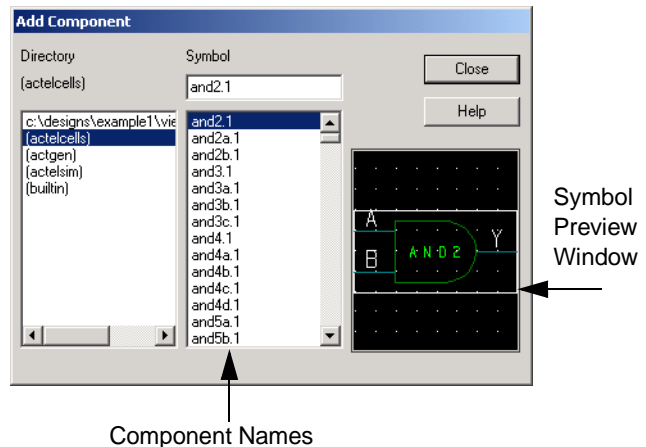 Add Component
Directory
Symbol
Close
(actelcells)
and2.1
Help
c:\designs\example1\vie
(actelcells)
(actgen)
(actelsim)
(builtin)
and2.1
and2a.1
and2b.1
and3.1
and3a.1
and3b.1
and3c.1
and4.1
and4a.1
and4b.1
and4c.1
and4d.1
and5a.1
and5b.1
A
B
AND2
Y
Symbol
Preview
Window
Component Names